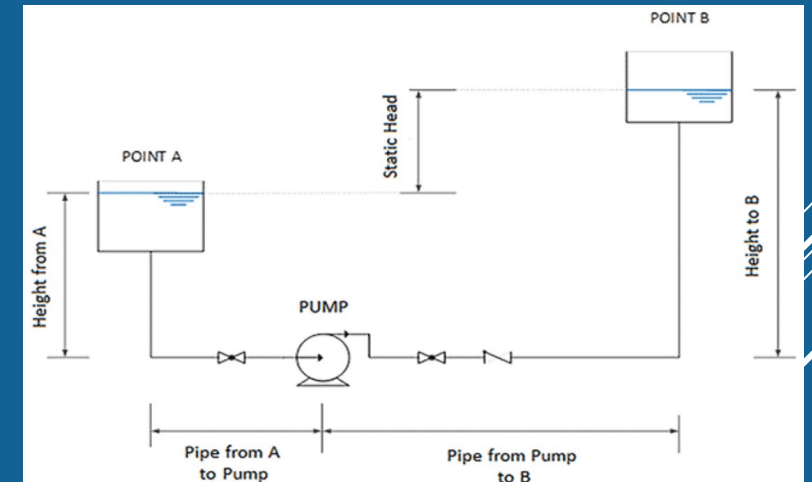 POINT B
Static Head
POINT A
Height from A
Height to B
PUMP
Pipe from A
to Pump
Pipe from Pump
to B